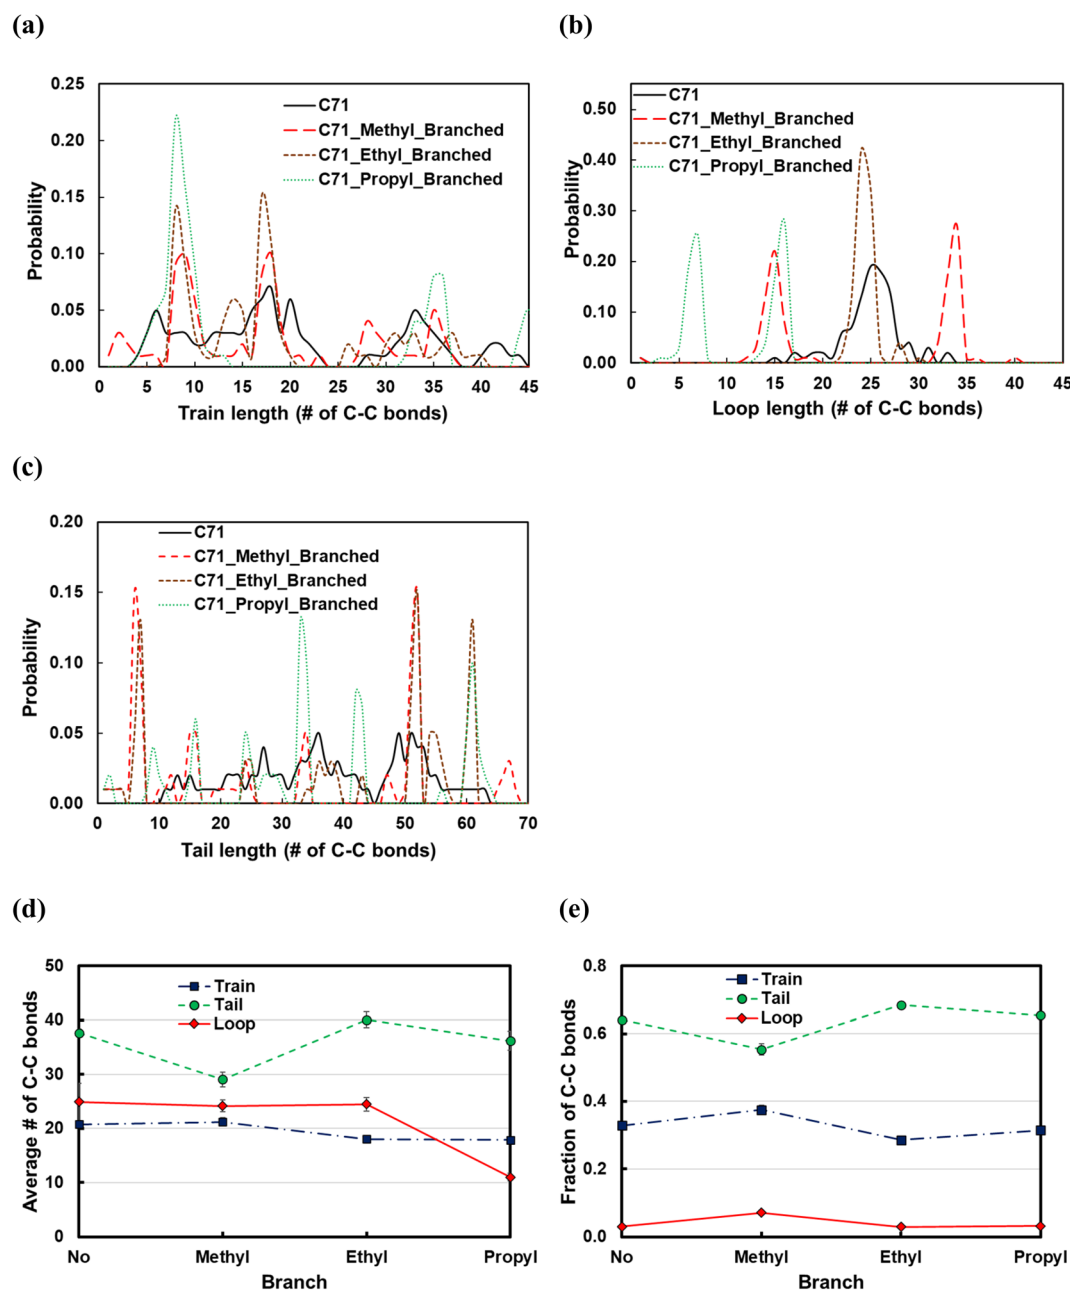 (a)
(b)
0.25
0.20
0.15
0.10
0.05
0.00
Probability
C71
C71_Methyl_Branched
C71_Ethyl_Branched
C71_Propyl_Branched
0 5 10 15 20 25 30 35 40 45
Train length (# of C-C bonds)
0.50
0.40
0.30
0.20
0.10
0.00
Probability
C71
C71_Methyl_Branched
C71_Ethyl_Branched
C71_Propyl_Branched
0 5 10 15 20 25 30 35 40 45
Loop length (# of C-C bonds)
(c)
0.20
0.15
0.10
0.05
0.00
Probability
C71
C71_Methyl_Branched
C71_Ethyl_Branched
C71_Propyl_Branched
0 10 20 30 40 50 60 70
Tail length (# of C-C bonds)
(d)
(e)
50
40
30
20
10
0
Average # of C-C bonds
Train
Tail
Loop
No Methyl Ethyl Propyl
Branch
0.8
0.6
0.4
0.2
0.0
Fraction of C-C bonds
Train
Tail
Loop
No Methyl Ethyl Propyl
Branch